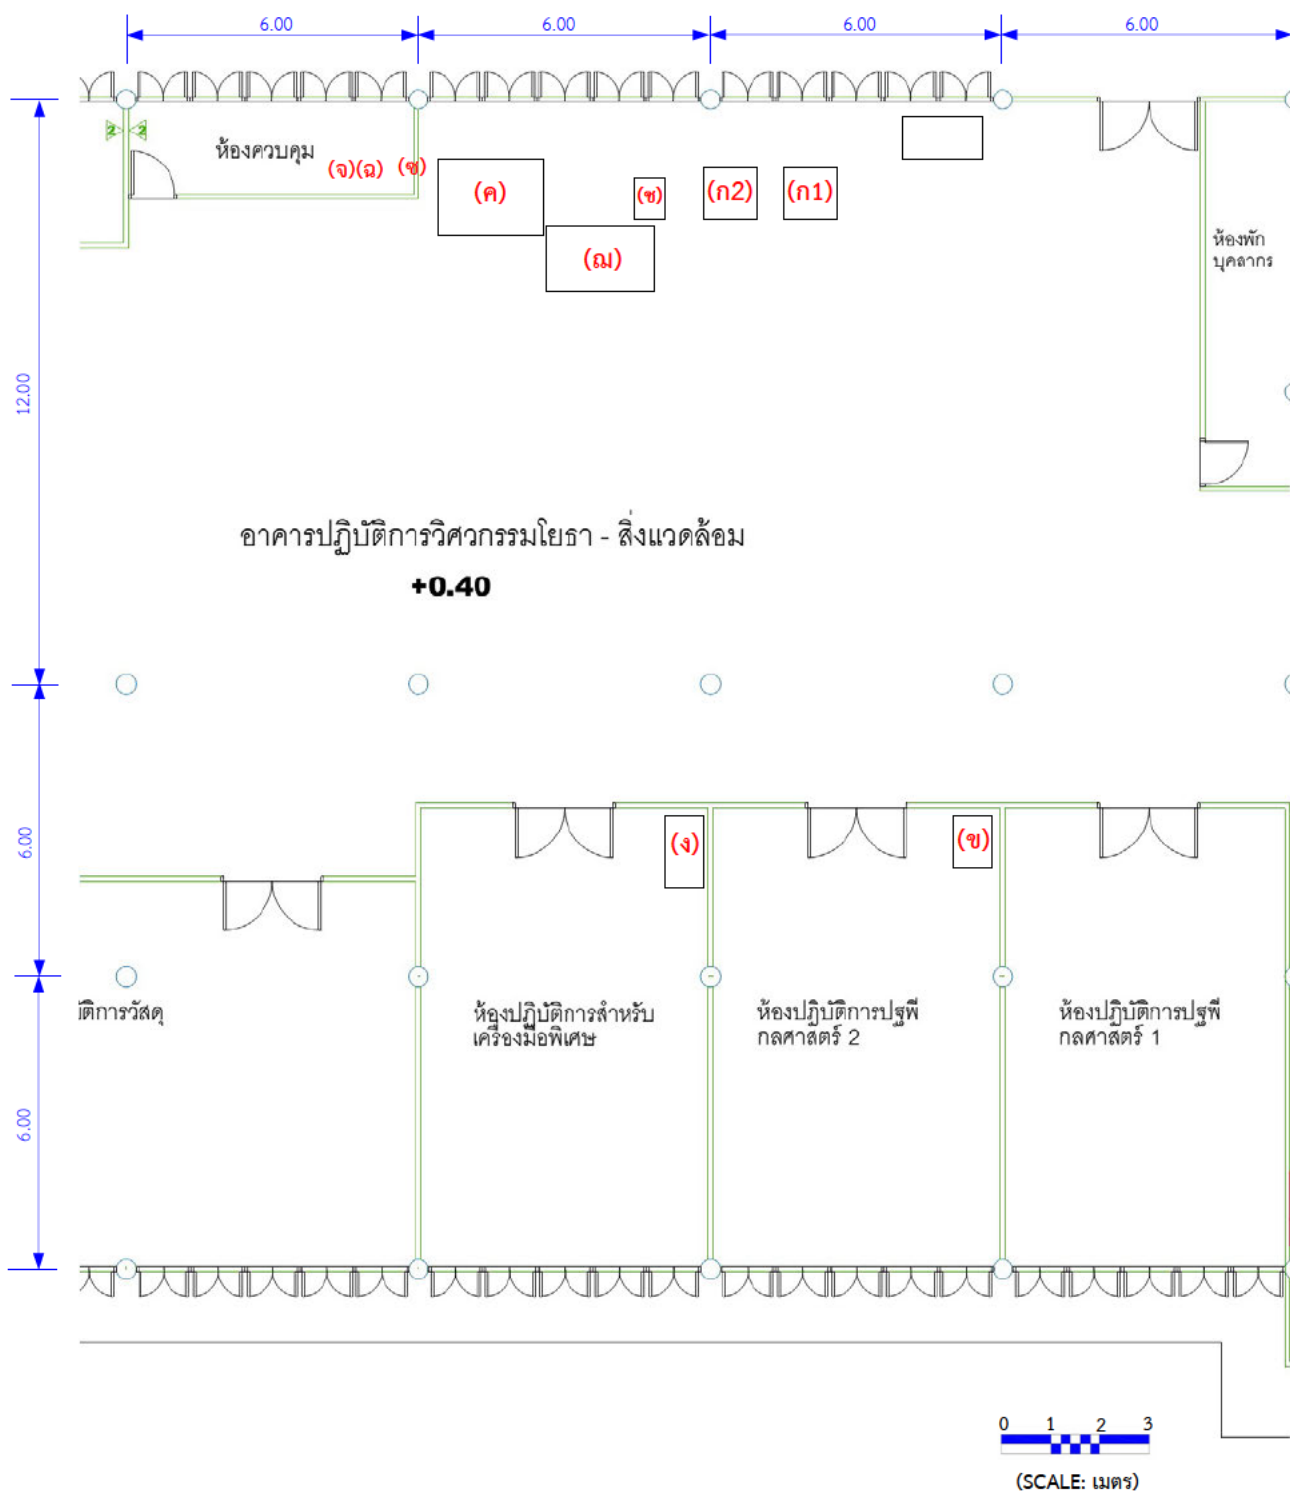 6.00 6.00 6.00 6.00
2 2
ห้องควบคุม
(จ)(ฉ) (ช)
(ค) (ซ) (ก2) (ก1)
(ฌ)
ห้องพัก
บุคลากร
12.00
อาคารปฏิบัติการวิศวกรรมโยธา - สิ่งแวดล้อม
+0.40
6.00
(ง) (ข)
ติการวัสดุ
ห้องปฏิบัติการสำหรับ
เครื่องมือพิเศษ
ห้องปฏิบัติการปฐพี
กลศาสตร์ 2
ห้องปฏิบัติการปฐพี
กลศาสตร์ 1
6.00
0 1 2 3
(SCALE: เมตร)